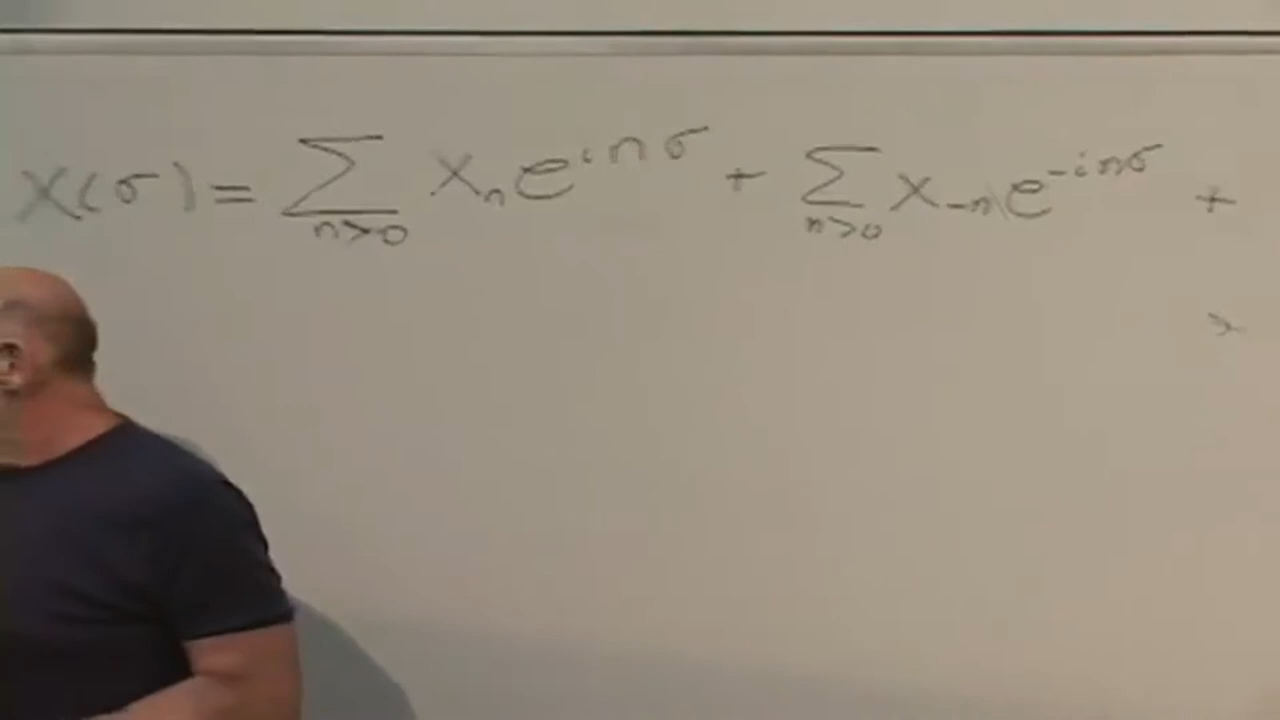 X(σ) = ∑_{n>0} X_n e^{inσ} + ∑_{n>0} X_{-n} e^{-inσ} +